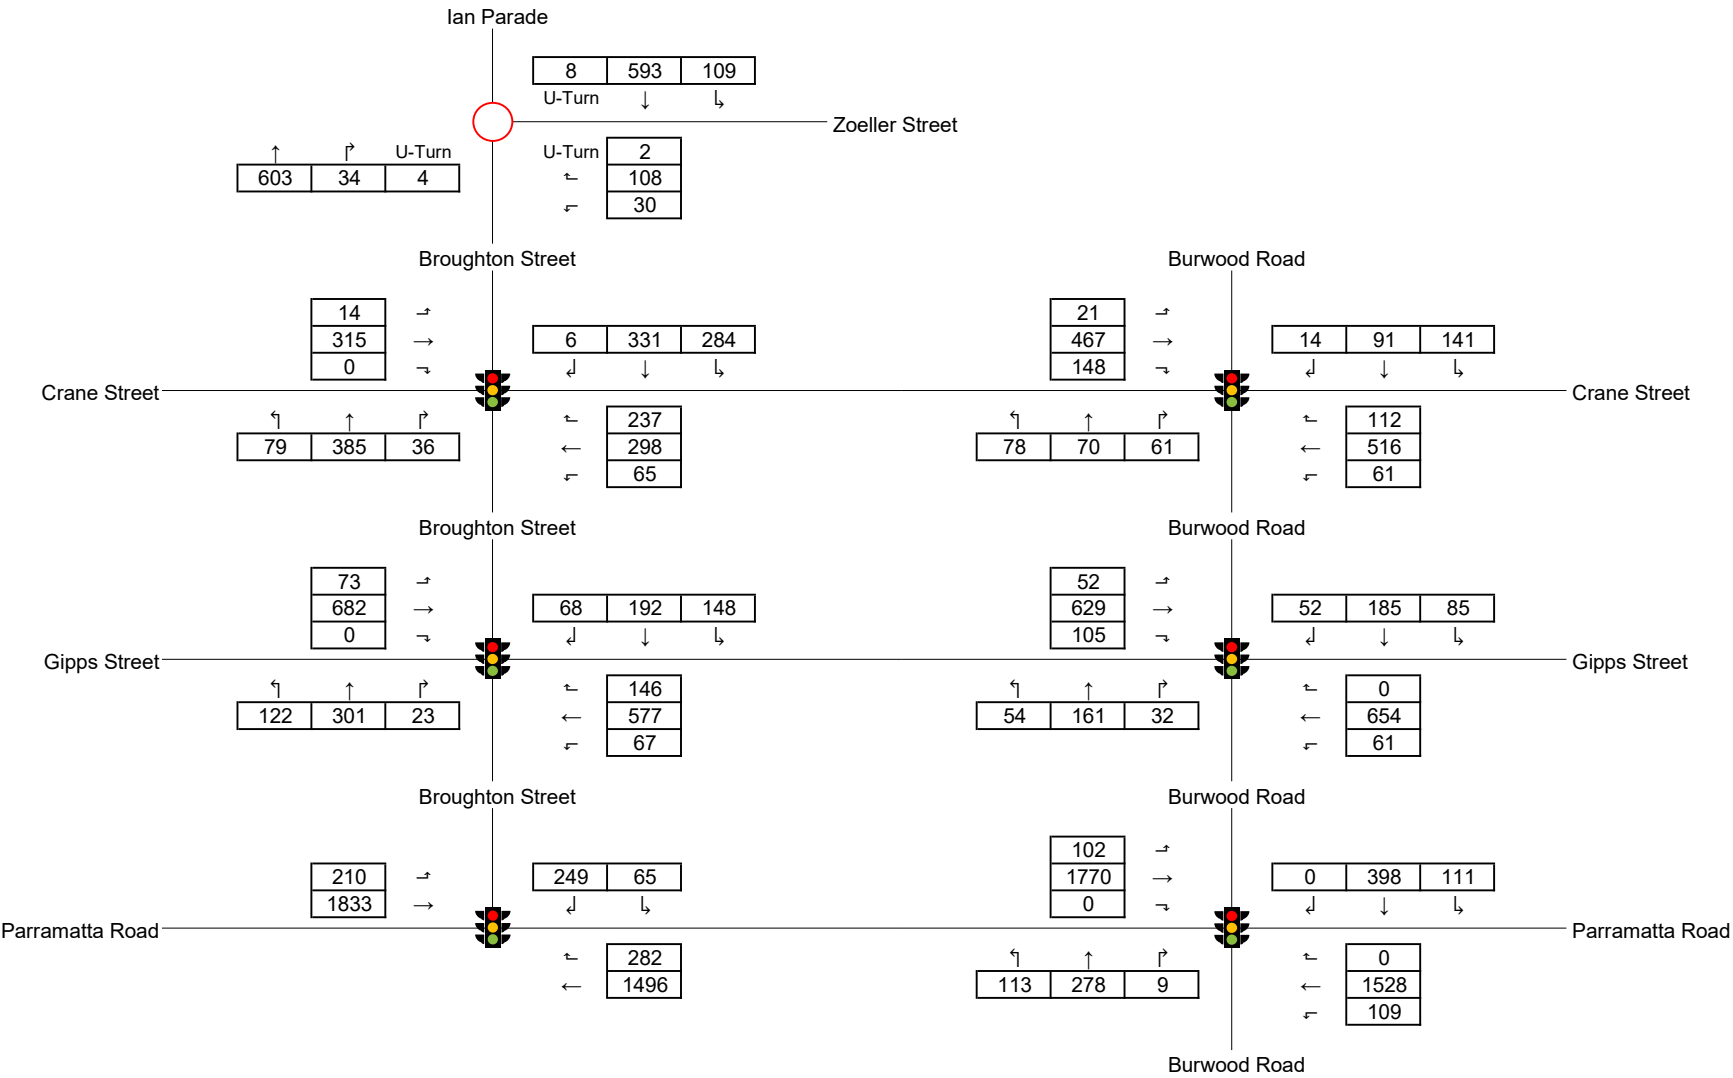 Ian Parade
8 593 109
U-Turn ↓ ↳
Zoeller Street
↑ ↱ U-Turn
603 34 4
U-Turn 2
108
30
Broughton Street
Burwood Road
14
315 →
0
6 331 284
↲ ↓ ↳
21
467 →
148
14 91 141
↲ ↓ ↳
Crane Street
Crane Street
↰ ↑ ↱
79 385 36
237
← 298
65
↰ ↑ ↱
78 70 61
112
← 516
61
Broughton Street
Burwood Road
73
682 →
0
68 192 148
↲ ↓ ↳
52
629 →
105
52 185 85
↲ ↓ ↳
Gipps Street
Gipps Street
↰ ↑ ↱
122 301 23
146
← 577
67
↰ ↑ ↱
54 161 32
0
← 654
61
Broughton Street
Burwood Road
210
1833 →
249 65
↲ ↳
102
1770 →
0
0 398 111
↲ ↓ ↳
Parramatta Road
Parramatta Road
282
← 1496
↰ ↑ ↱
113 278 9
0
← 1528
109
Burwood Road